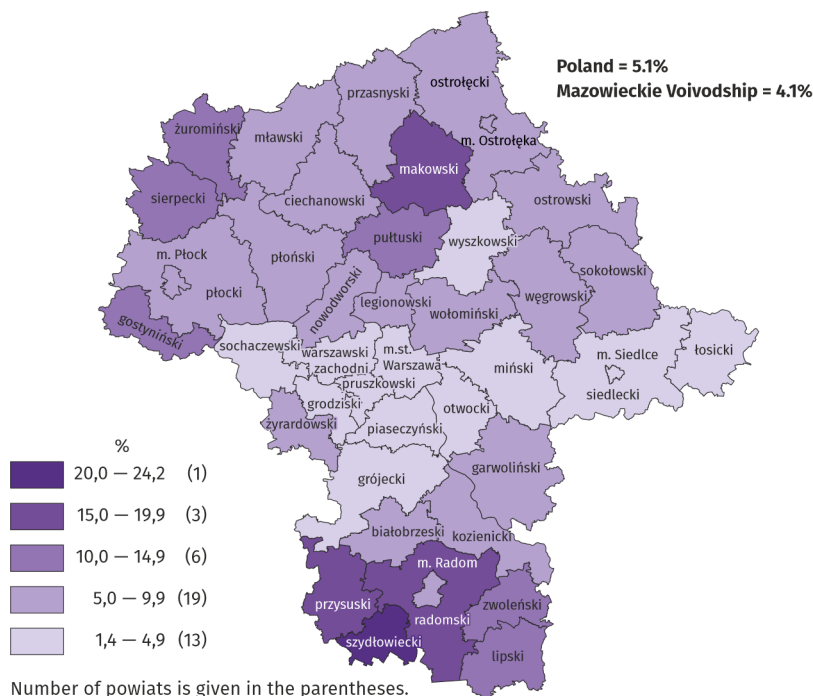 Poland = 5.1%
Mazowieckie Voivodship = 4.1%
ostrołęcki
przasnyski
żuromiński
mławski
m. Ostrołęka
makowski
sierpecki
ciechanowski
ostrowski
pułtuski
wyszkowski
m. Płock
płoński
sokołowski
płocki
nowodworski
legionowski
węgrowski
wołomiński
gostyniński
sochaczewski
warszawski
zachodni
m.st.
Warszawa
miński
m. Siedlce
łosicki
pruszkowski
siedlecki
grodziski
otwocki
żyrardowski
piaseczyński
garwoliński
grójecki
białobrzeski
kozienicki
m. Radom
przysuski
radomski
zwoleński
szydłowiecki
lipski
%
20,0 — 24,2 (1)
15,0 — 19,9 (3)
10,0 — 14,9 (6)
5,0 — 9,9 (19)
1,4 — 4,9 (13)
Number of powiats is given in the parentheses.